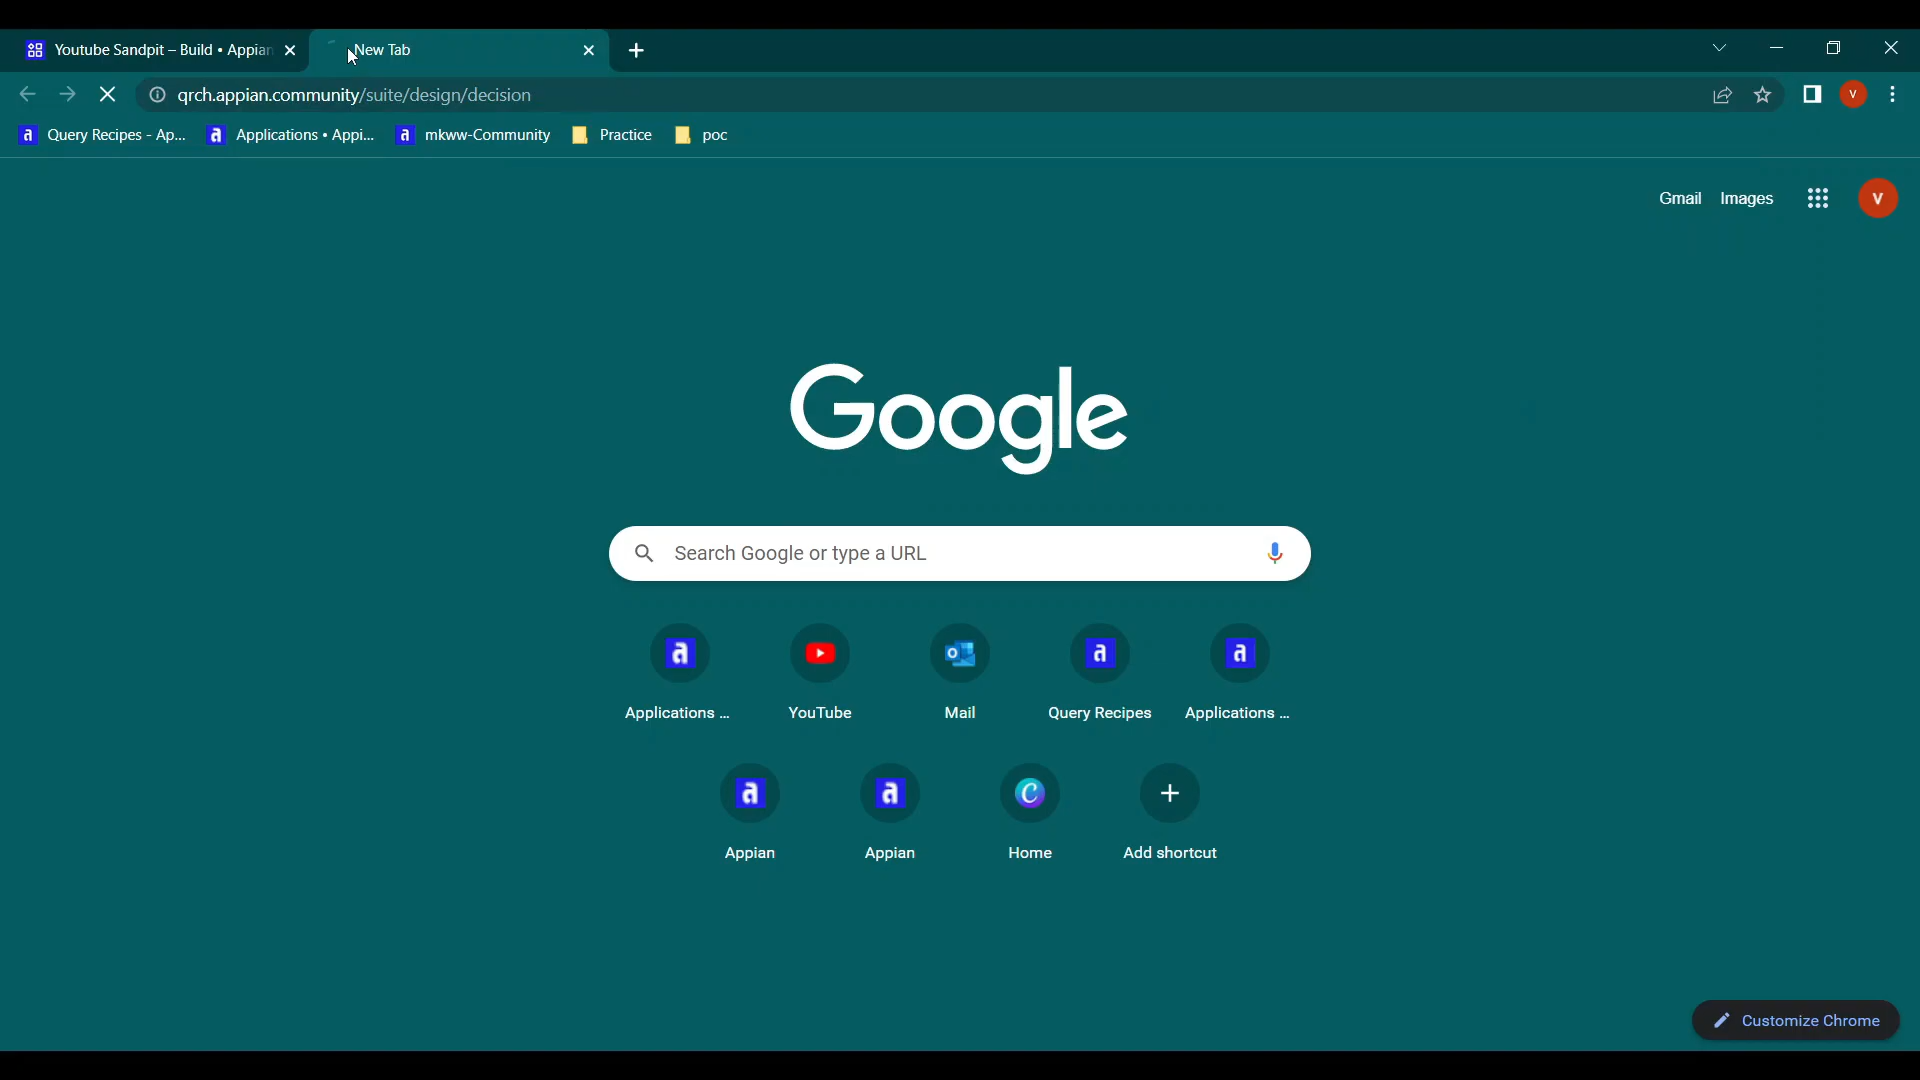 Youtube Sandpit – Build • Appian
New Tab
qrch.appian.community/suite/design/decision
V
Query Recipes - Ap...
Applications • Appi...
mkww-Community
Practice
poc
Gmail
Images
V
Google
Search Google or type a URL
Applications ...
YouTube
Mail
Query Recipes
Applications ...
Appian
Appian
Home
Add shortcut
Customize Chrome